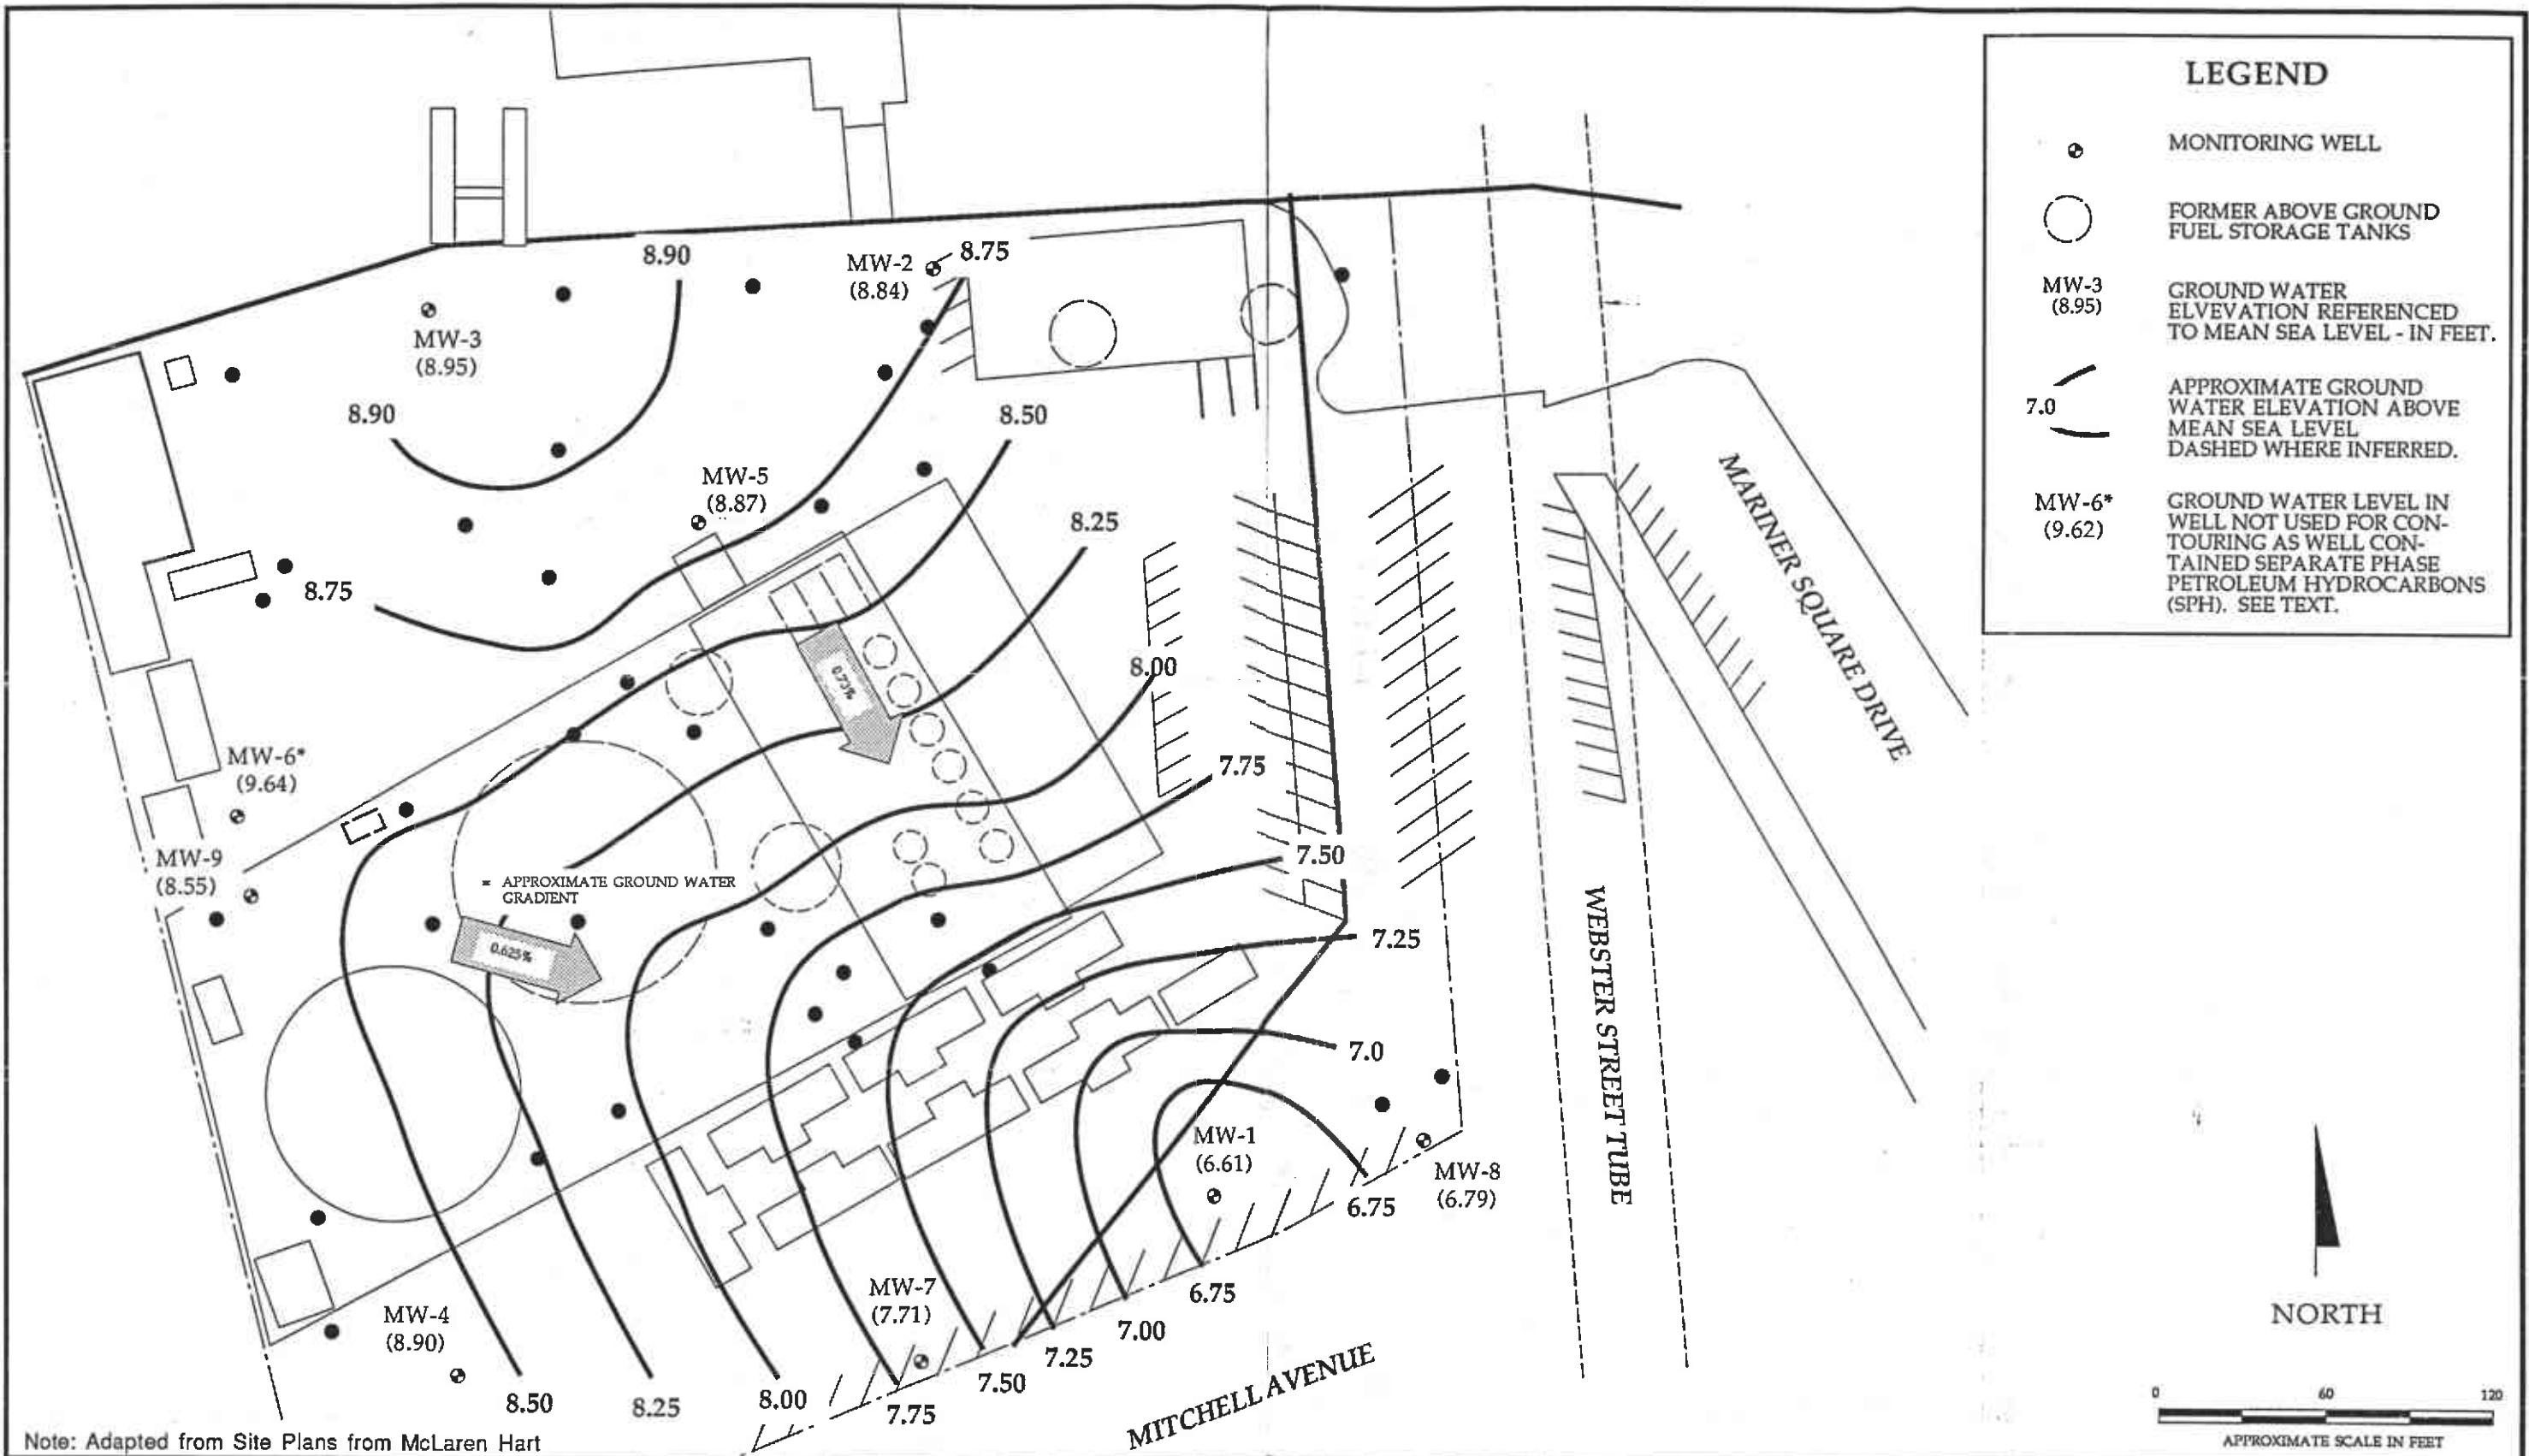 LEGEND
MONITORING WELL
FORMER ABOVE GROUND
FUEL STORAGE TANKS
MW-3
(8.95)
GROUND WATER
ELVEVATION REFERENCED
TO MEAN SEA LEVEL - IN FEET.
7.0
APPROXIMATE GROUND
WATER ELEVATION ABOVE
MEAN SEA LEVEL
DASHED WHERE INFERRED.
MW-6*
(9.62)
GROUND WATER LEVEL IN
WELL NOT USED FOR CON-
TOURING AS WELL CON-
TAINED SEPARATE PHASE
PETROLEUM HYDROCARBONS
(SPH). SEE TEXT.
8.90
MW-2
(8.84)
8.75
MW-3
(8.95)
8.90
8.50
MW-5
(8.87)
8.25
8.75
8.00
0.73%
MW-6*
(9.64)
7.75
MW-9
(8.55)
7.50
= APPROXIMATE GROUND WATER
GRADIENT
0.625%
7.25
7.0
MW-1
(6.61)
MW-8
(6.79)
6.75
MW-7
(7.71)
MW-4
(8.90)
6.75
7.00
7.25
7.50
7.75
8.00
8.25
8.50
MARINER SQUARE DRIVE
WEBSTER STREET TUBE
MITCHELL AVENUE
NORTH
0 60 120
APPROXIMATE SCALE IN FEET
Note: Adapted from Site Plans from McLaren Hart